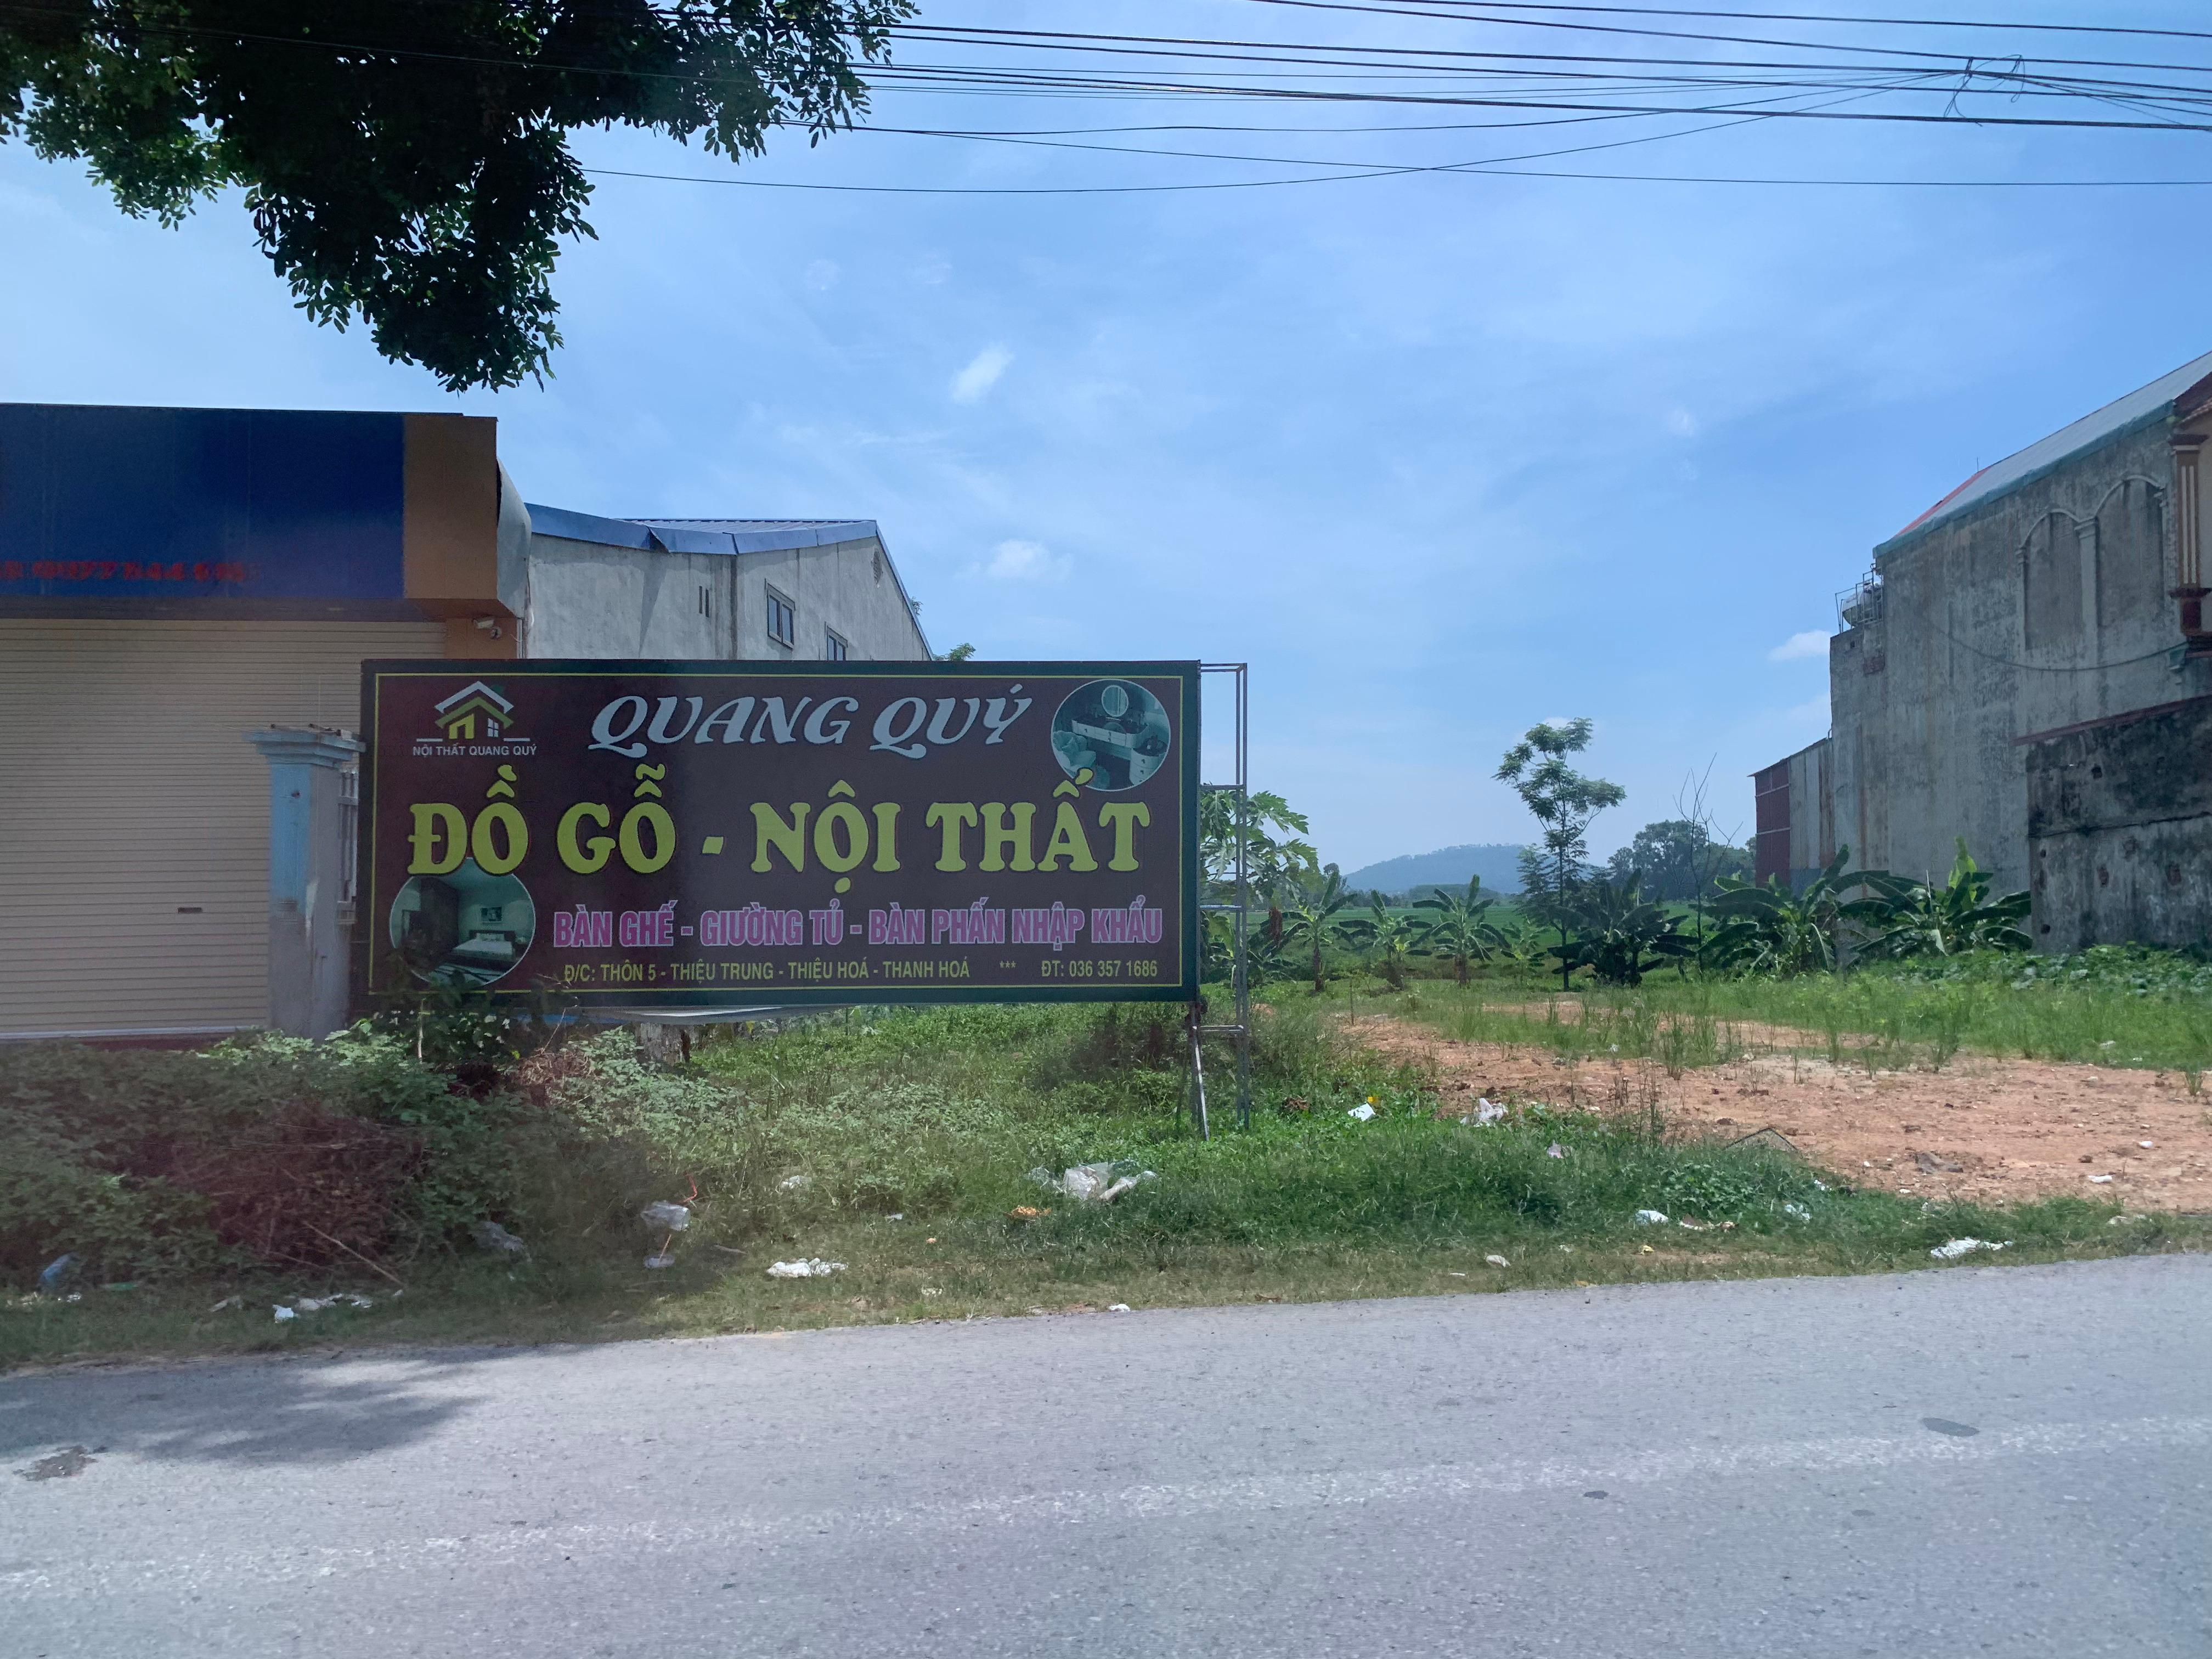 QUANG QUÝ
NỘI THẤT QUANG QUÝ
ĐỒ GỖ - NỘI THẤT
BÀN GHẾ - GIƯỜNG TỦ - BÀN PHẤN NHẬP KHẨU
Đ/C: THÔN 5 - THIỆU TRUNG - THIỆU HOÁ - THANH HOÁ *** ĐT: 036 357 1686